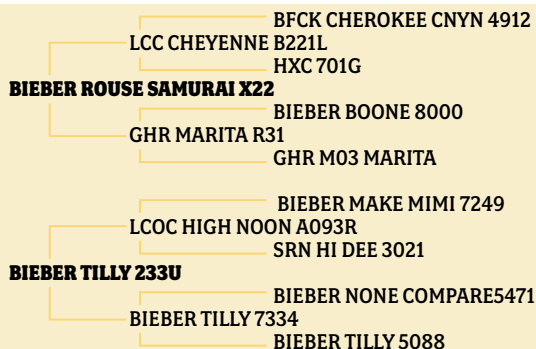 BFCK CHEROKEE CNYN 4912
LCC CHEYENNE B221L
HXC 701G
BIEBER ROUSE SAMURAI X22
BIEBER BOONE 8000
GHR MARITA R31
GHR M03 MARITA
BIEBER MAKE MIMI 7249
LCOC HIGH NOON A093R
SRN HI DEE 3021
BIEBER TILLY 233U
BIEBER NONE COMPARE5471
BIEBER TILLY 7334
BIEBER TILLY 5088